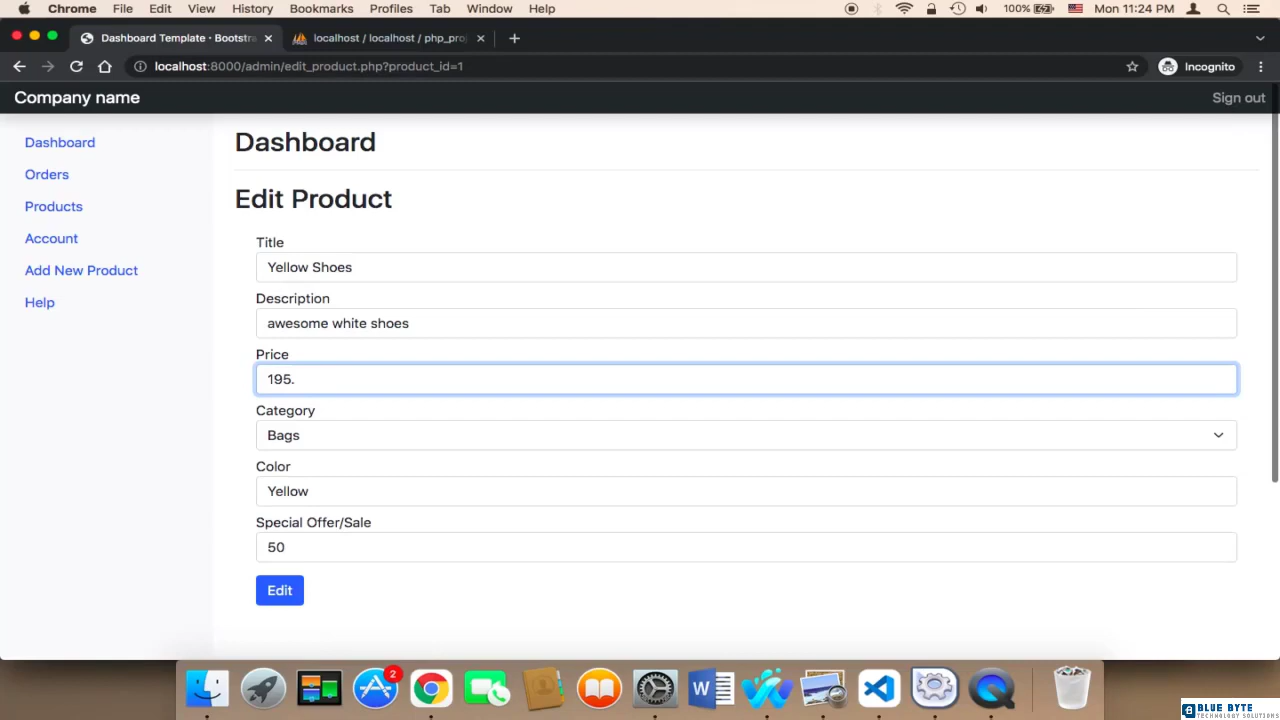 Chrome File Edit View History Bookmarks Profiles Tab Window Help 100% Mon 11:24 PM
Dashboard Template · Bootstra localhost / localhost / php_pro
localhost:8000/admin/edit_product.php?product_id=1 Incognito
Company name Sign out
Dashboard
Orders
Products
Account
Add New Product
Help
Dashboard
Edit Product
Title
Yellow Shoes
Description
awesome white shoes
Price
195.
Category
Bags
Color
Yellow
Special Offer/Sale
50
Edit
2
W
BLUE BYTE
TECHNOLOGY SOLUTIONS